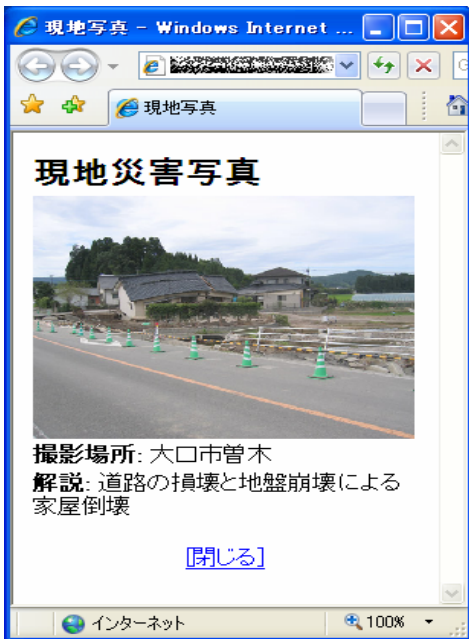 現地写真 - Windows Internet ...
現地写真
現地災害写真
撮影場所: 大口市曽木
解説: 道路の損壊と地盤崩壊による
家屋倒壊
[閉じる]
インターネット
100%